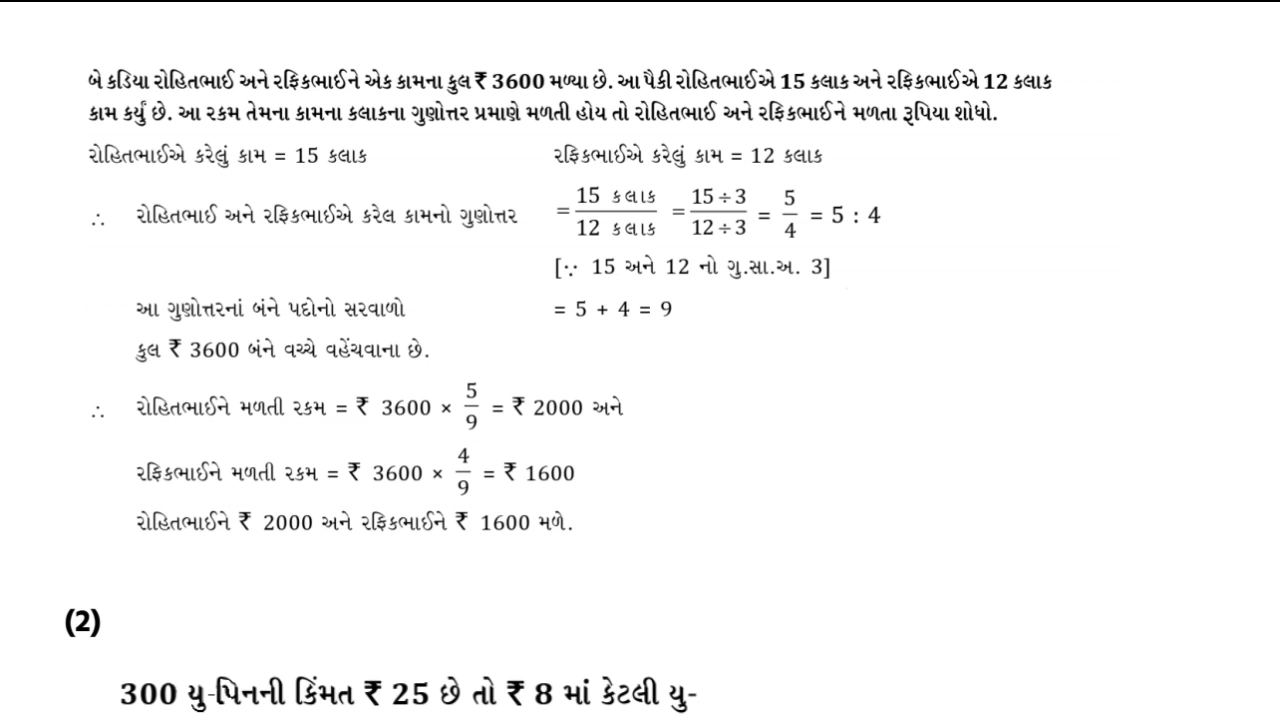 બે કડિયા રોહિતભાઈ અને રફિકભાઈને એક કામના કુલ ₹ 3600 મળ્યા છે. આ પૈકી રોહિતભાઈએ 15 કલાક અને રફિકભાઈએ 12 કલાક
કામ કર્યું છે. આ રકમ તેમના કામના કલાકના ગુણોત્તર પ્રમાણે મળતી હોય તો રોહિતભાઈ અને રફિકભાઈને મળતા રૂપિયા શોધો.
રોહિતભાઈએ કરેલું કામ = 15 કલાક રફિકભાઈએ કરેલું કામ = 12 કલાક
∴ રોહિતભાઈ અને રફિકભાઈએ કરેલ કામનો ગુણોત્તર = 15 કલાક / 12 કલાક = 15 ÷ 3 / 12 ÷ 3 = 5 / 4 = 5 : 4
[∵ 15 અને 12 નો ગુ.સા.અ. 3]
આ ગુણોત્તરનાં બંને પદોનો સરવાળો = 5 + 4 = 9
કુલ ₹ 3600 બંને વચ્ચે વહેંચવાના છે.
∴ રોહિતભાઈને મળતી રકમ = ₹ 3600 × 5 / 9 = ₹ 2000 અને
રફિકભાઈને મળતી રકમ = ₹ 3600 × 4 / 9 = ₹ 1600
રોહિતભાઈને ₹ 2000 અને રફિકભાઈને ₹ 1600 મળે.
(2)
300 યુ-પિનની કિંમત ₹ 25 છે તો ₹ 8 માં કેટલી યુ-